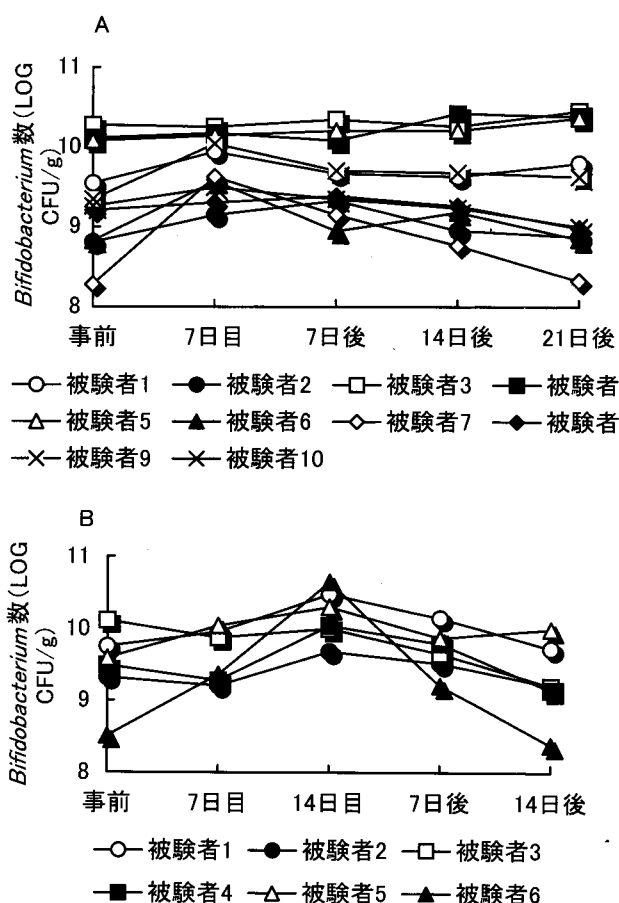 A
Bifidobacterium数(LOG
CFU/g)
11
10
9
8
事前 7日目 7日後 14日後 21日後
被験者1 被験者2 被験者3 被験者
被験者5 被験者6 被験者7 被験者
被験者9 被験者10
B
Bifidobacterium数(LOG
CFU/g)
11
10
9
8
事前 7日目 14日目 7日後 14日後
被験者1 被験者2 被験者3
被験者4 被験者5 被験者6